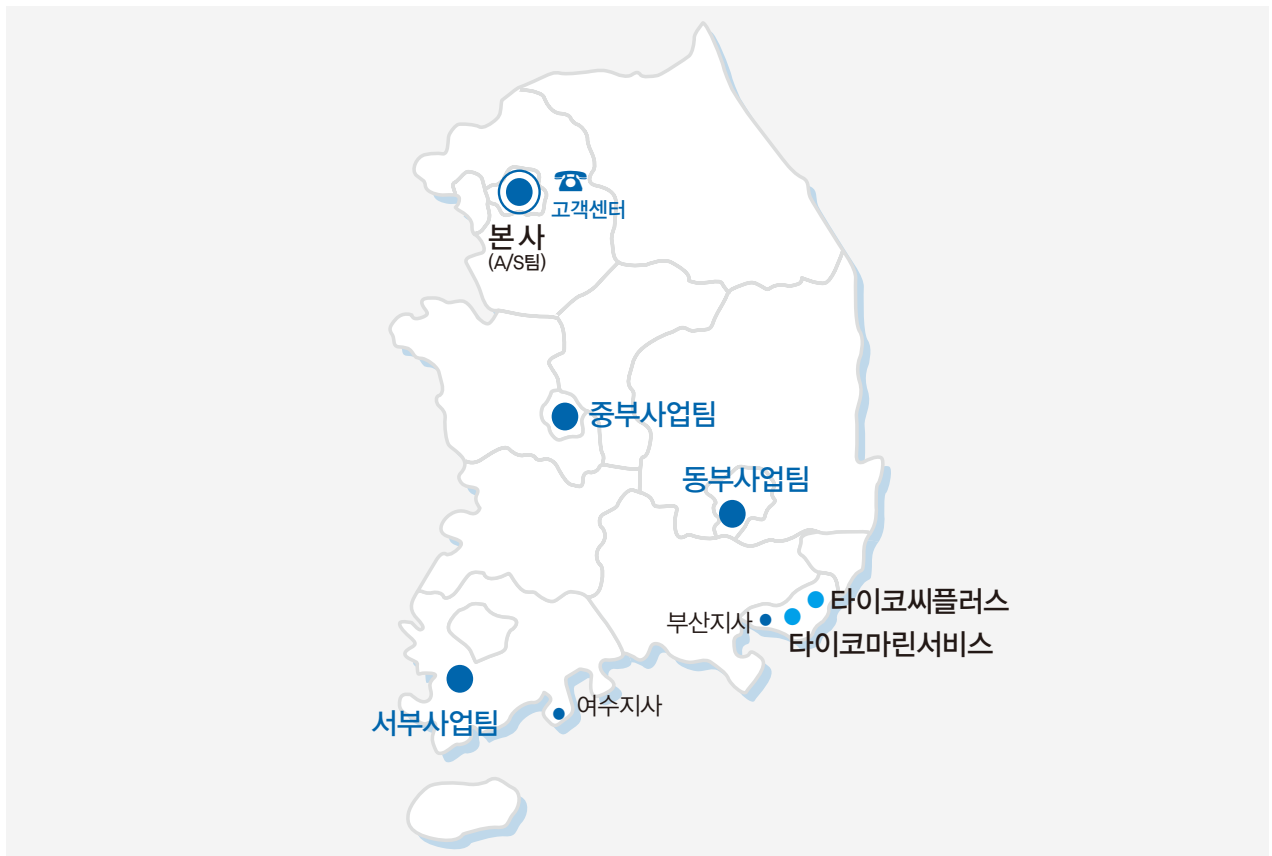 고객센터
본사
(A/S팀)
중부사업팀
동부사업팀
타이코씨플러스
부산지사
타이코마린서비스
여수지사
서부사업팀